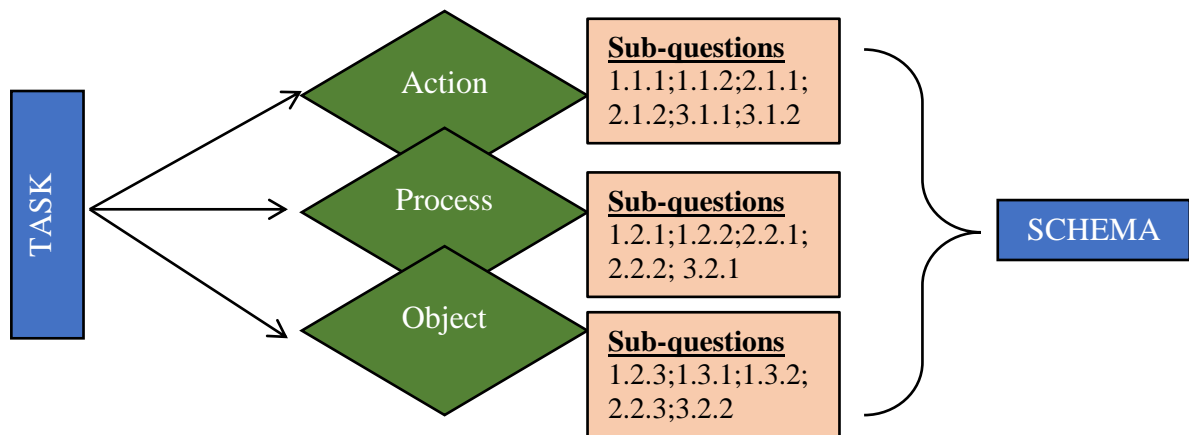 TASK
Action
Sub-questions
1.1.1;1.1.2;2.1.1;
2.1.2;3.1.1;3.1.2
Process
Sub-questions
1.2.1;1.2.2;2.2.1;
2.2.2; 3.2.1
Object
Sub-questions
1.2.3;1.3.1;1.3.2;
2.2.3;3.2.2
SCHEMA